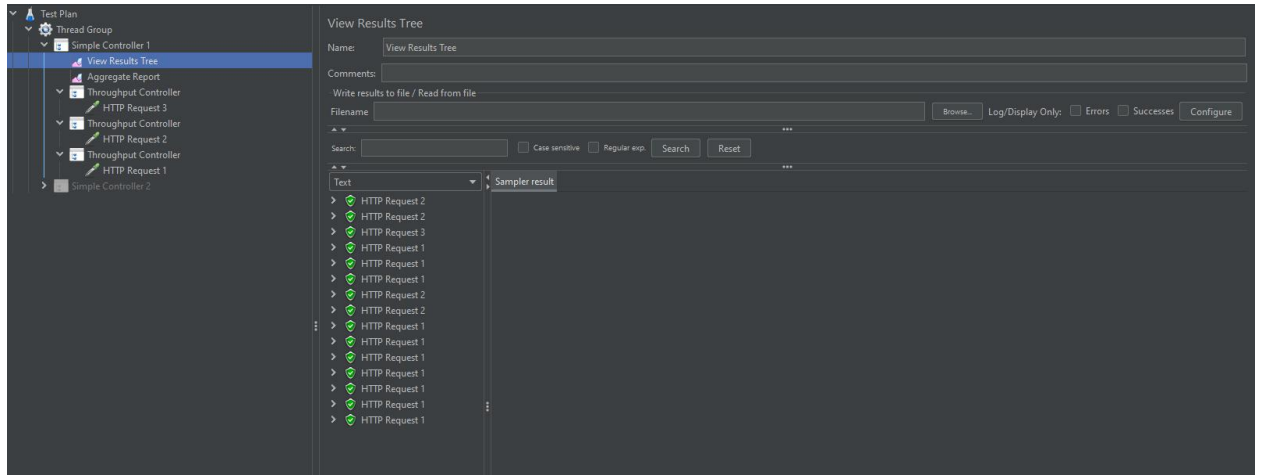 Test Plan
Thread Group
Simple Controller 1
View Results Tree
Aggregate Report
Throughput Controller
HTTP Request 3
Throughput Controller
HTTP Request 2
Throughput Controller
HTTP Request 1
Simple Controller 2
View Results Tree
Name: View Results Tree
Comments:
Write results to file / Read from file
Filename Browse... Log/Display Only: Errors Successes Configure
Search: Case sensitive Regular exp. Search Reset
Text Sampler result
HTTP Request 2
HTTP Request 2
HTTP Request 3
HTTP Request 1
HTTP Request 1
HTTP Request 1
HTTP Request 2
HTTP Request 2
HTTP Request 1
HTTP Request 1
HTTP Request 1
HTTP Request 1
HTTP Request 1
HTTP Request 1
HTTP Request 1